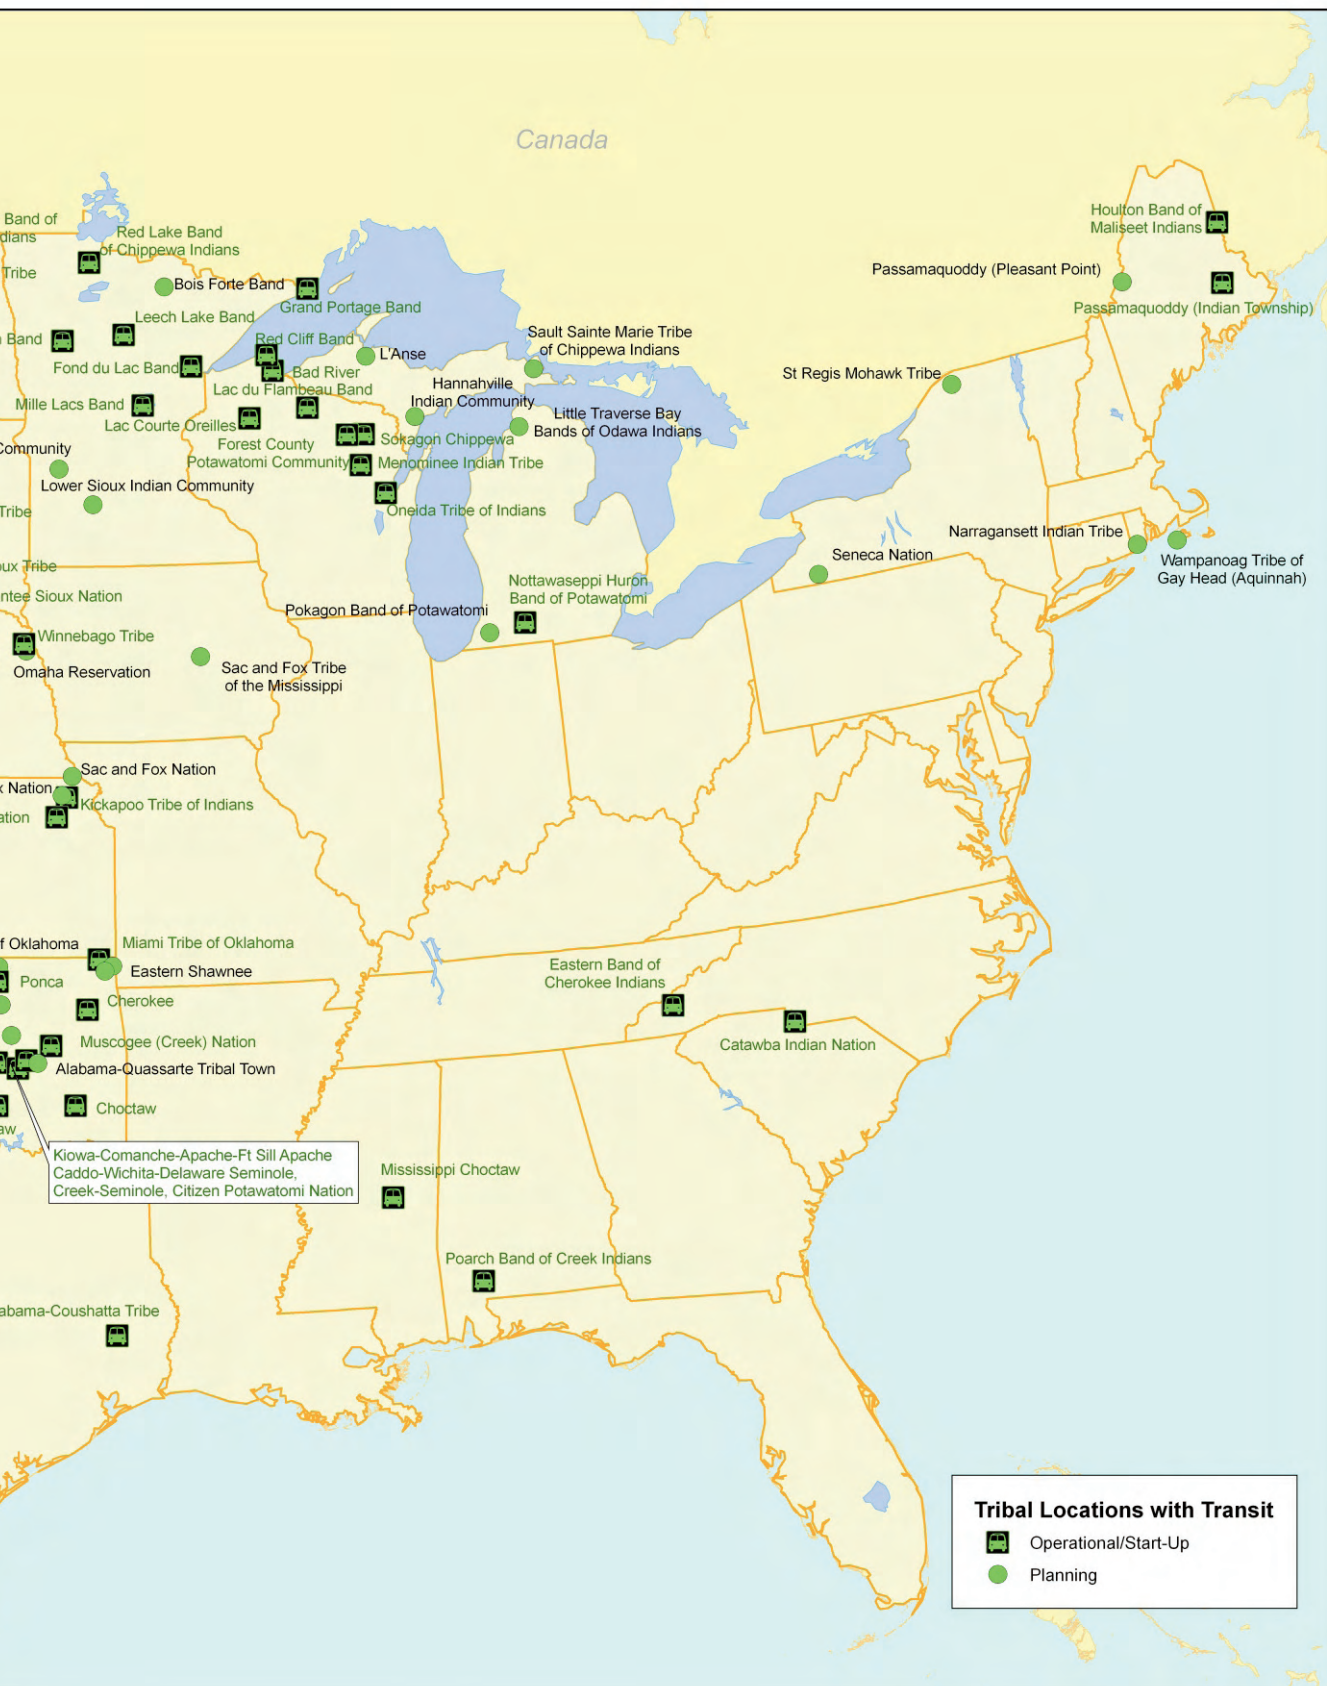 Canada
Band of
dians
Tribe
Red Lake Band
of Chippewa Indians
Bois Forte Band
Grand Portage Band
Leech Lake Band
Band
Fond du Lac Band
Red Cliff Band
Bad River
L'Anse
Lac du Flambeau Band
Mille Lacs Band
Lac Courte Oreilles
Forest County
Potawatomi Community
Sokagon Chippewa
Menominee Indian Tribe
Oneida Tribe of Indians
Hannahville
Indian Community
Sault Sainte Marie Tribe
of Chippewa Indians
Little Traverse Bay
Bands of Odawa Indians
Community
Lower Sioux Indian Community
Tribe
oux Tribe
ntee Sioux Nation
Winnebago Tribe
Omaha Reservation
Sac and Fox Tribe
of the Mississippi
Pokagon Band of Potawatomi
Nottawaseppi Huron
Band of Potawatomi
Houlton Band of
Maliseet Indians
Passamaquoddy (Pleasant Point)
Passamaquoddy (Indian Township)
St Regis Mohawk Tribe
Narragansett Indian Tribe
Seneca Nation
Wampanoag Tribe of
Gay Head (Aquinnah)
Sac and Fox Nation
x Nation
Kickapoo Tribe of Indians
ation
f Oklahoma
Miami Tribe of Oklahoma
Eastern Shawnee
Ponca
Cherokee
Muscogee (Creek) Nation
Alabama-Quassarte Tribal Town
Choctaw
aw
Kiowa-Comanche-Apache-Ft Sill Apache
Caddo-Wichita-Delaware Seminole,
Creek-Seminole, Citizen Potawatomi Nation
Eastern Band of
Cherokee Indians
Catawba Indian Nation
Mississippi Choctaw
Poarch Band of Creek Indians
abama-Coushatta Tribe
Tribal Locations with Transit
Operational/Start-Up
Planning